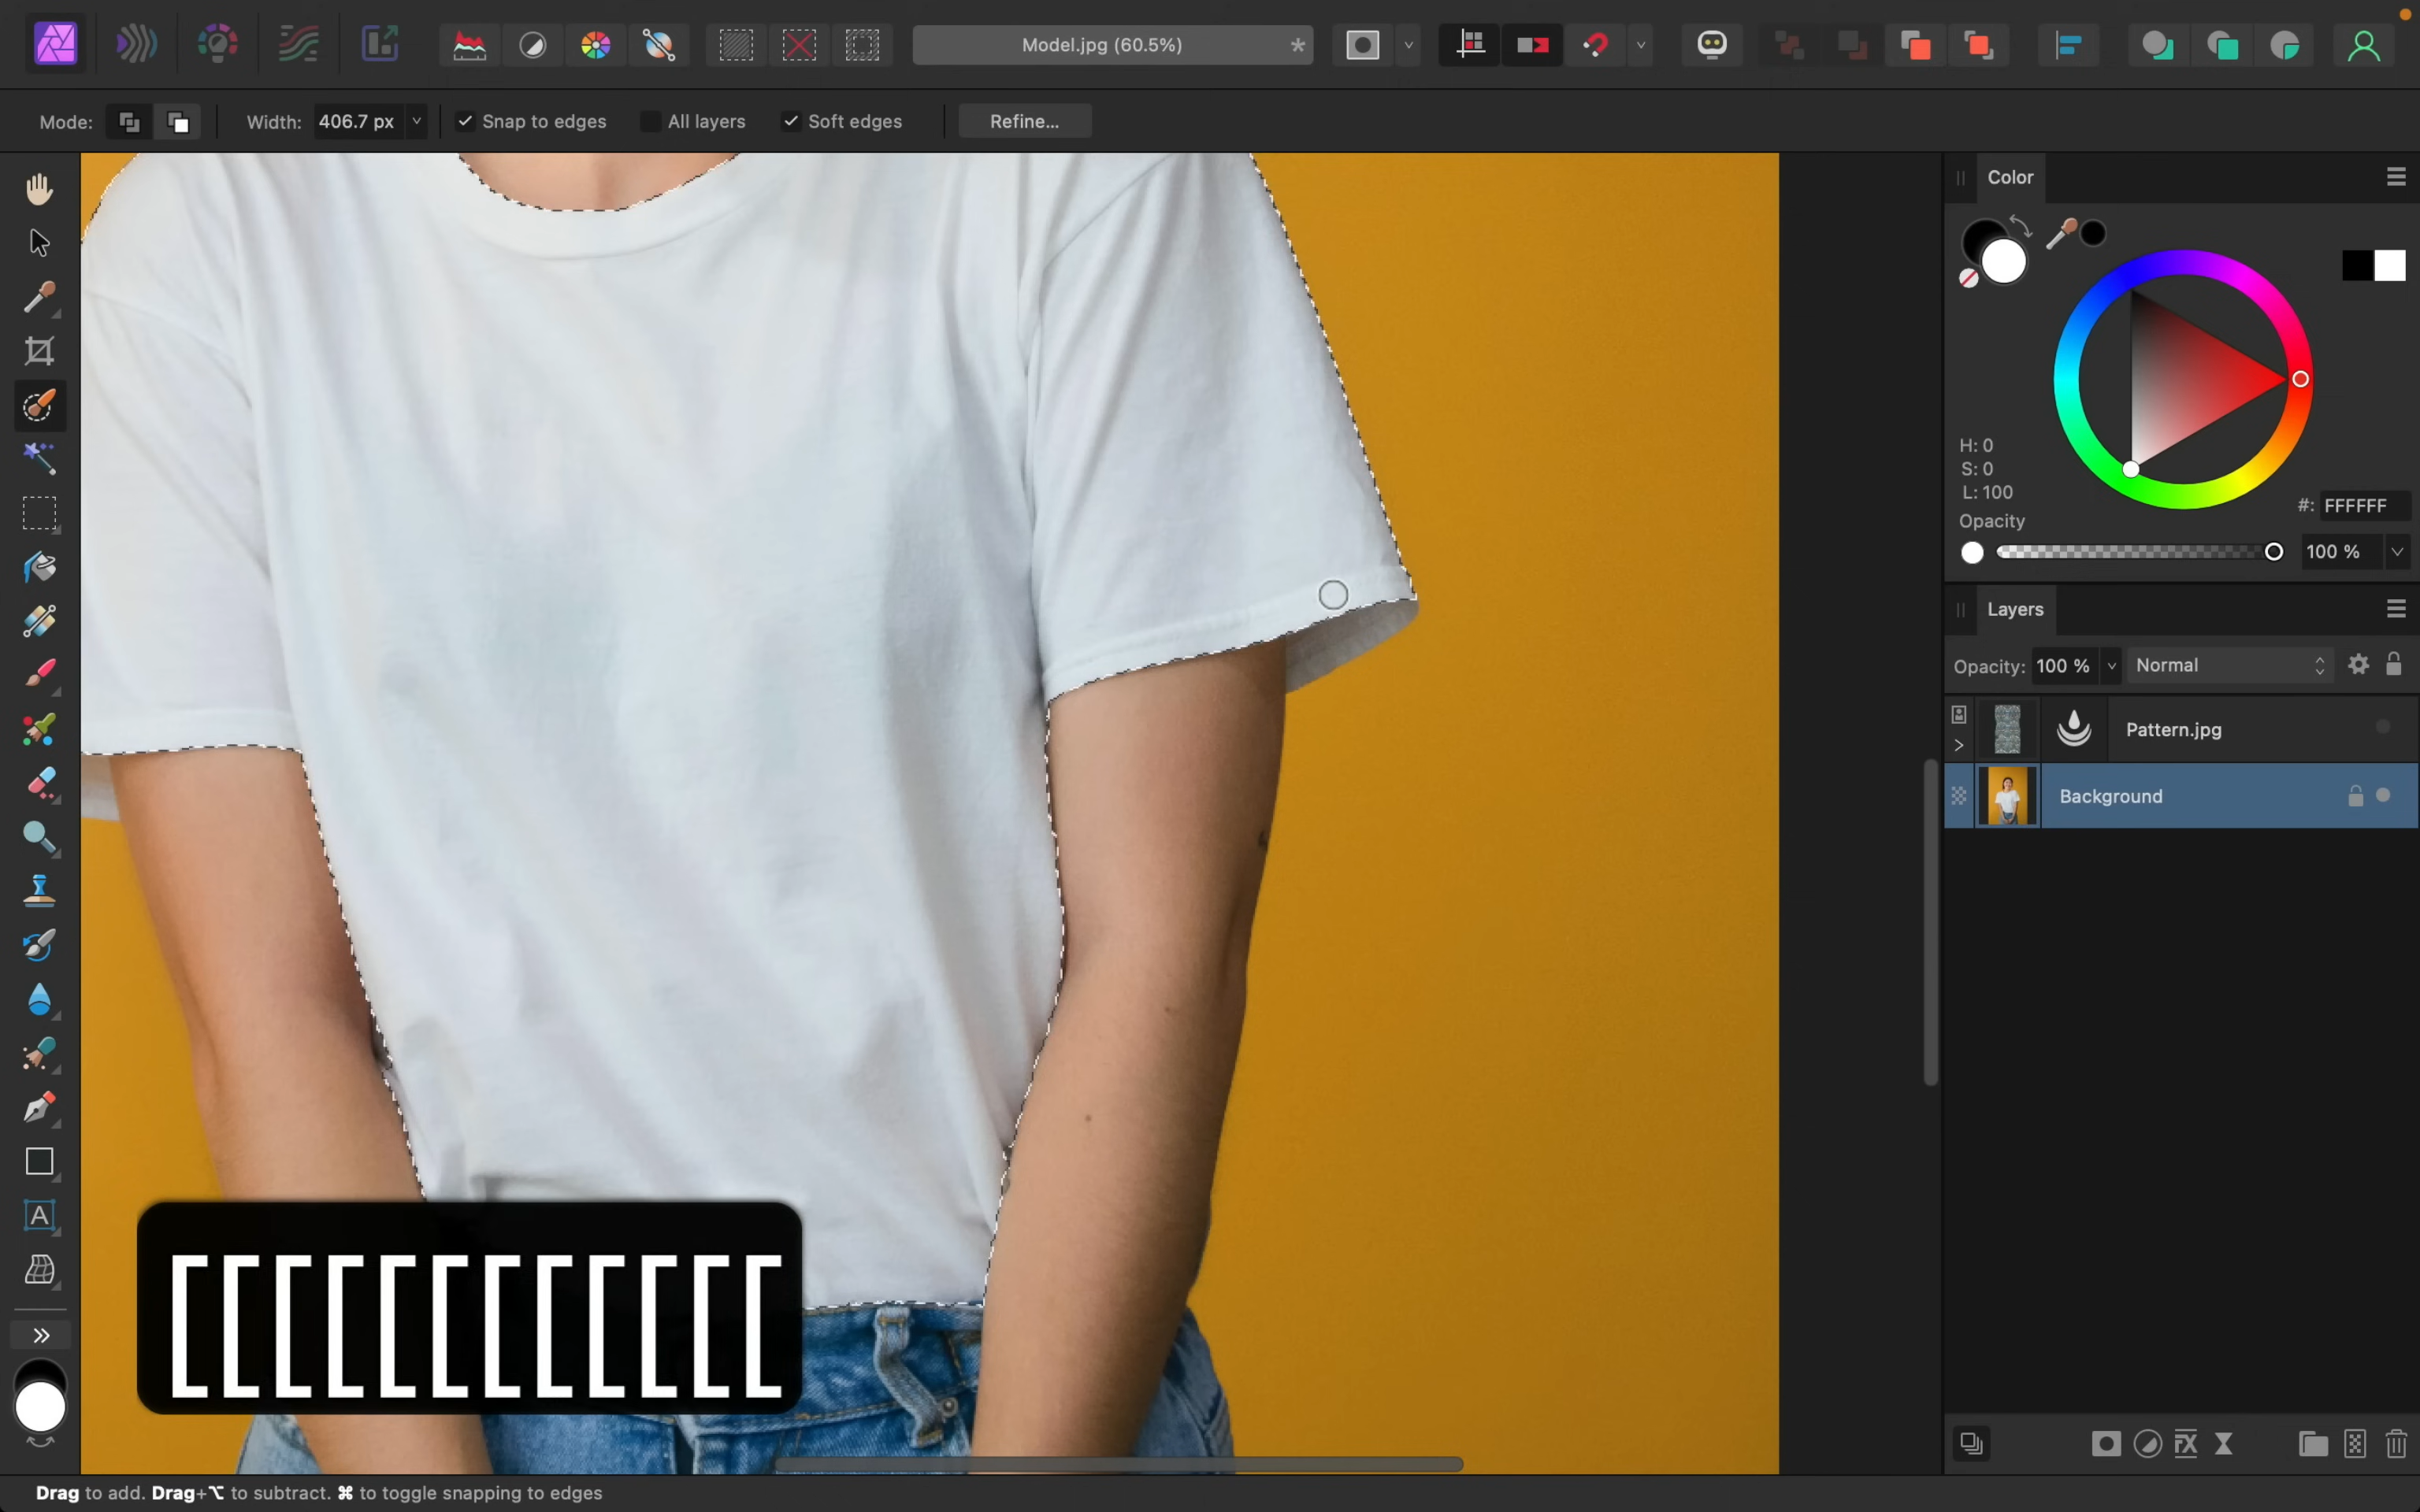 Model.jpg (60.5%)
*
Mode:
Width: 406.7 px
Snap to edges
All layers
Soft edges
Refine...
Color
H: 0
S: 0
L: 100
#: FFFFFF
Opacity
100 %
Layers
Opacity: 100 %
Normal
Pattern.jpg
Background
A
[[[[[[[[[[[[
FX
Drag to add. Drag+⌥ to subtract. ⌘ to toggle snapping to edges